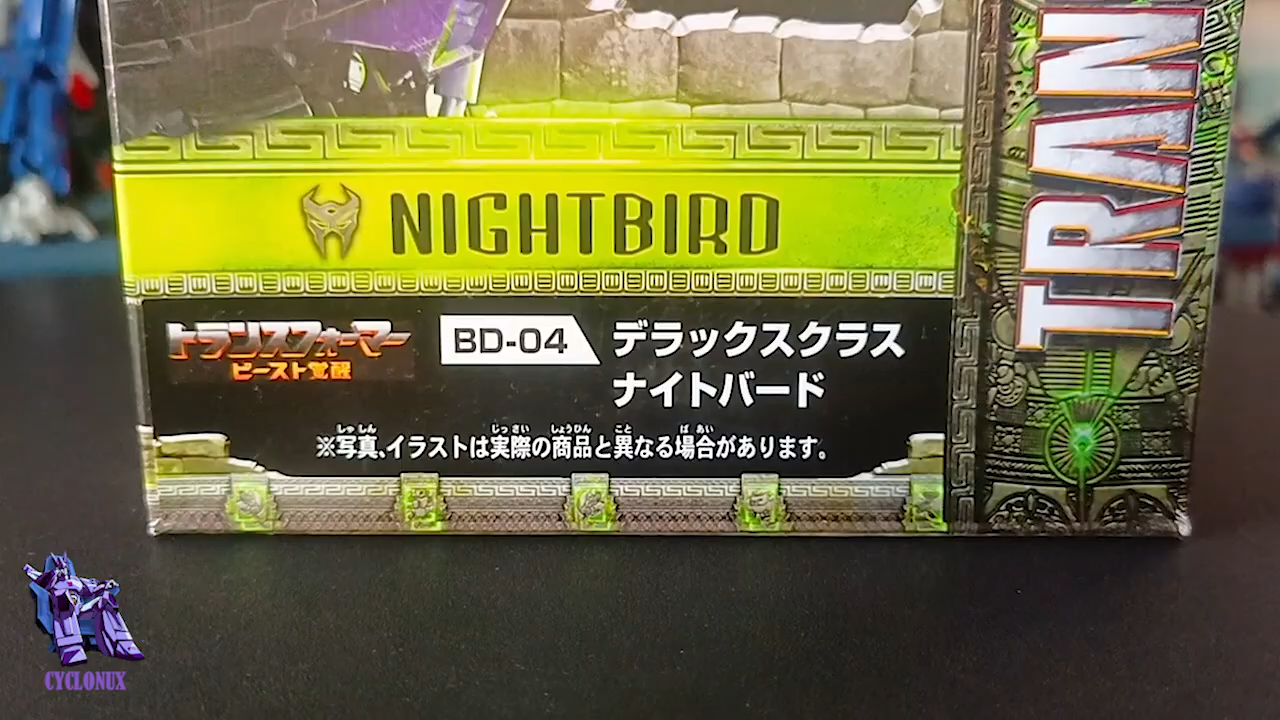 NIGHTBIRD
トランスフォーマー
ビースト覚醒
BD-04
デラックスクラス
ナイトバード
※写真、イラストは実際の商品と異なる場合があります。
TRAN
CYCLONUX